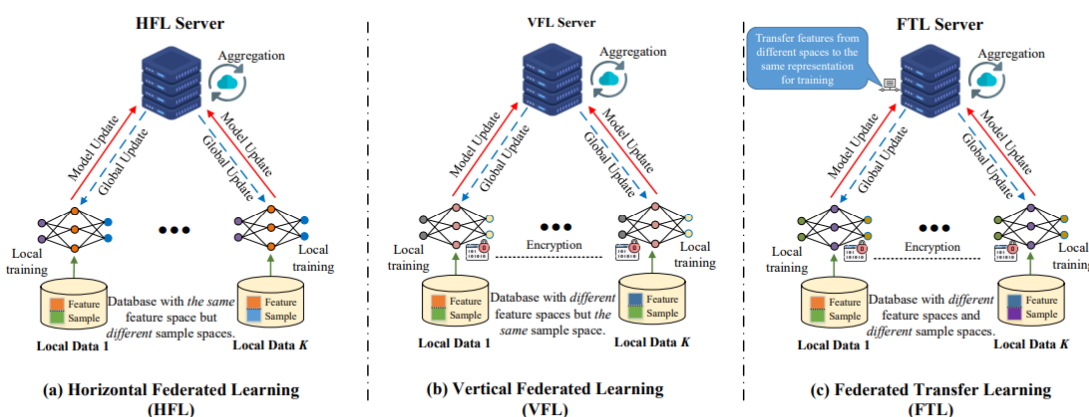 HFL Server
Aggregation
Model Update
Global Update
Model Update
Global Update
Local
training
Local
training
Feature
Sample
Database with the same
feature space but
different sample spaces.
Feature
Sample
Local Data 1
Local Data K
(a) Horizontal Federated Learning
(HFL)
VFL Server
Aggregation
Model Update
Global Update
Model Update
Global Update
Local
training
Encryption
Local
training
Feature
Sample
Database with different
feature spaces but the
same sample space.
Feature
Sample
Local Data 1
Local Data K
(b) Vertical Federated Learning
(VFL)
FTL Server
Transfer features from
different spaces to the
same representation
for training
Aggregation
Model Update
Global Update
Model Update
Global Update
Local
training
Encryption
Local
training
Feature
Sample
Database with different
feature spaces and
different sample spaces.
Feature
Sample
Local Data 1
Local Data K
(c) Federated Transfer Learning
(FTL)